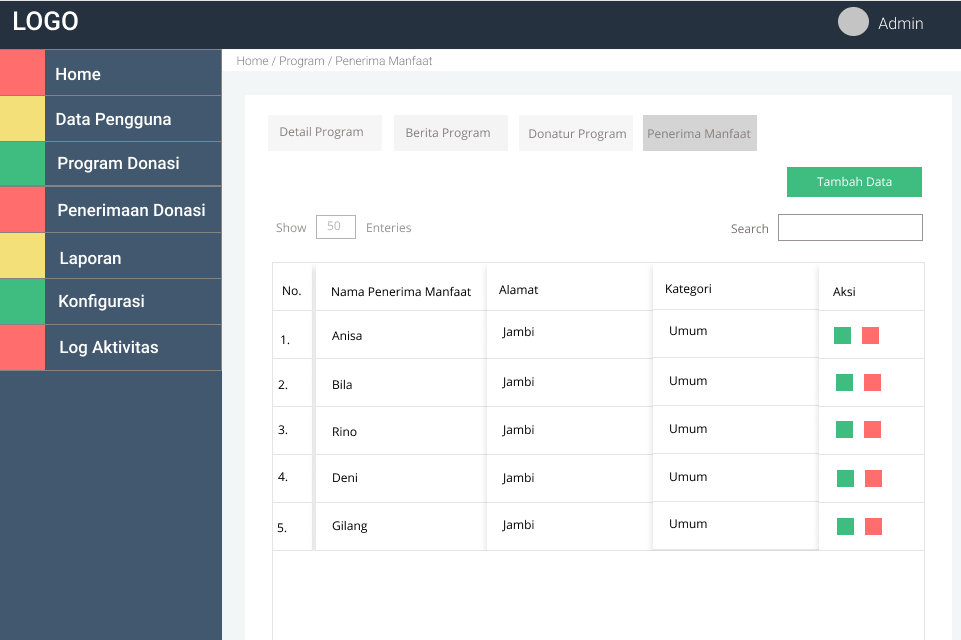 LOGO
Admin
Home / Program / Penerima Manfaat
Home
Data Pengguna
Program Donasi
Penerimaan Donasi
Laporan
Konfigurasi
Log Aktivitas
Detail Program Berita Program Donatur Program Penerima Manfaat
Tambah Data
Show 50 Enteries Search
No. Nama Penerima Manfaat Alamat Kategori Aksi
1. Anisa Jambi Umum
2. Bila Jambi Umum
3. Rino Jambi Umum
4. Deni Jambi Umum
5. Gilang Jambi Umum